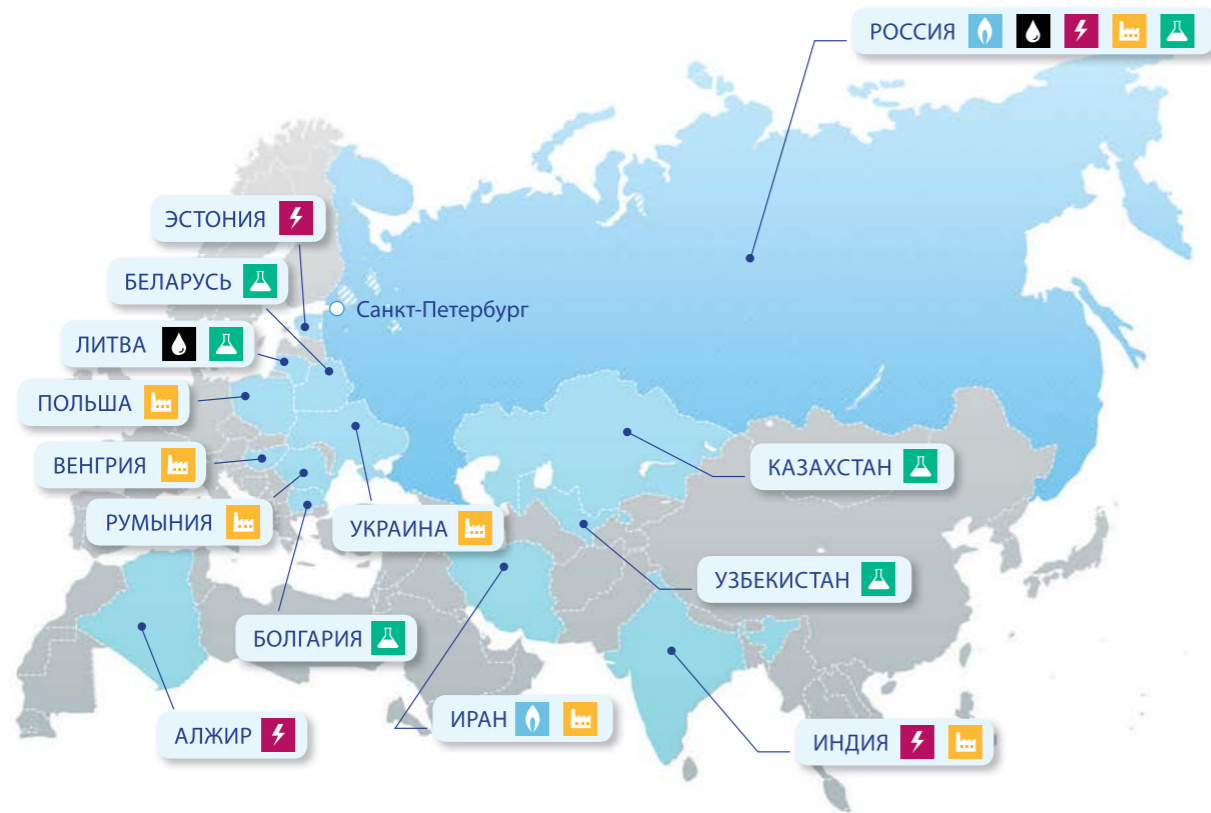 РОССИЯ
ЭСТОНИЯ
БЕЛАРУСЬ
Санкт-Петербург
ЛИТВА
ПОЛЬША
ВЕНГРИЯ
КАЗАХСТАН
РУМЫНИЯ
УКРАИНА
УЗБЕКИСТАН
БОЛГАРИЯ
ИРАН
АЛЖИР
ИНДИЯ